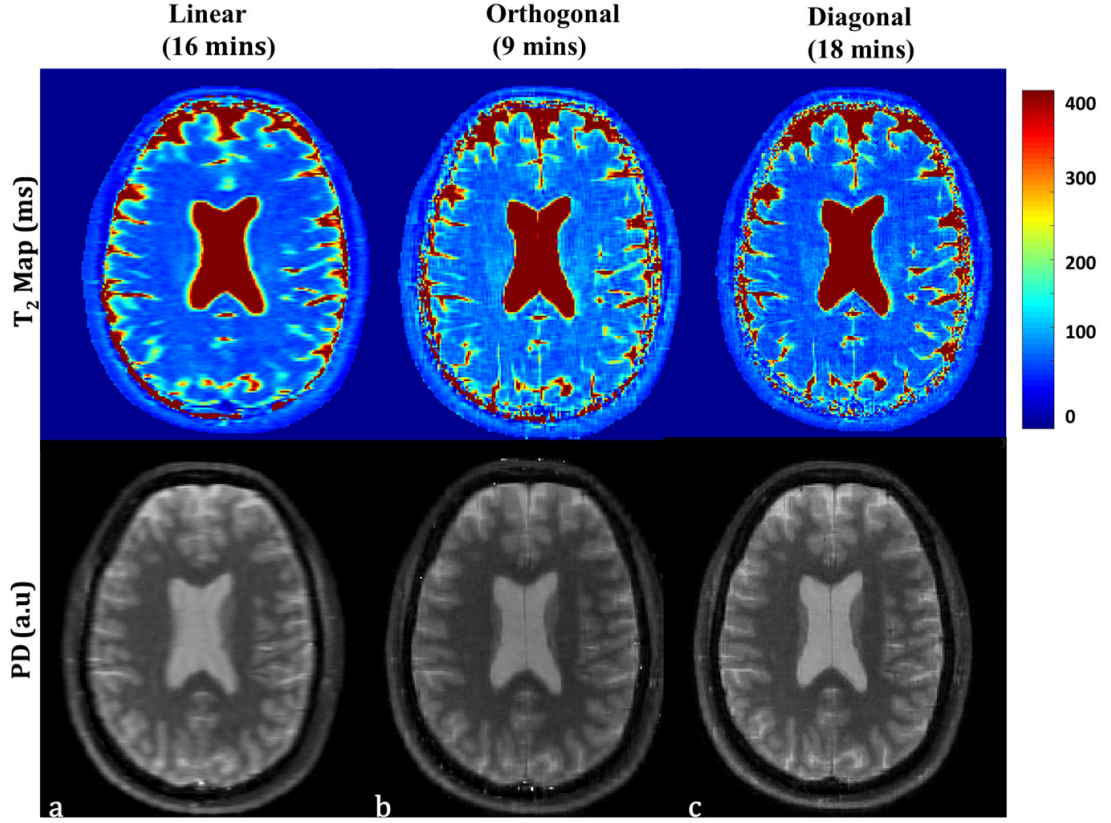 Linear
(16 mins)
Orthogonal
(9 mins)
Diagonal
(18 mins)
T₂ Map (ms)
400
300
200
100
0
PD (a.u)
a
b
c